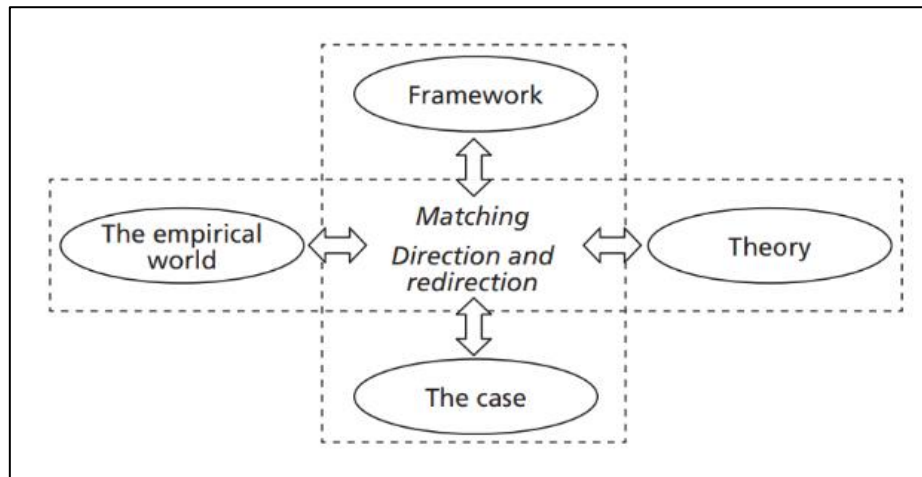 Framework
Matching
The empirical
world
Direction and
redirection
Theory
The case